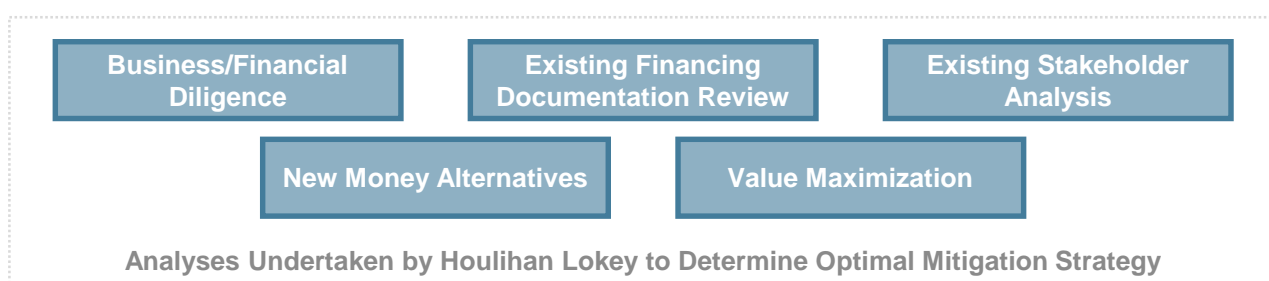 Business/Financial
Diligence
Existing Financing
Documentation Review
Existing Stakeholder
Analysis
New Money Alternatives
Value Maximization
Analyses Undertaken by Houlihan Lokey to Determine Optimal Mitigation Strategy